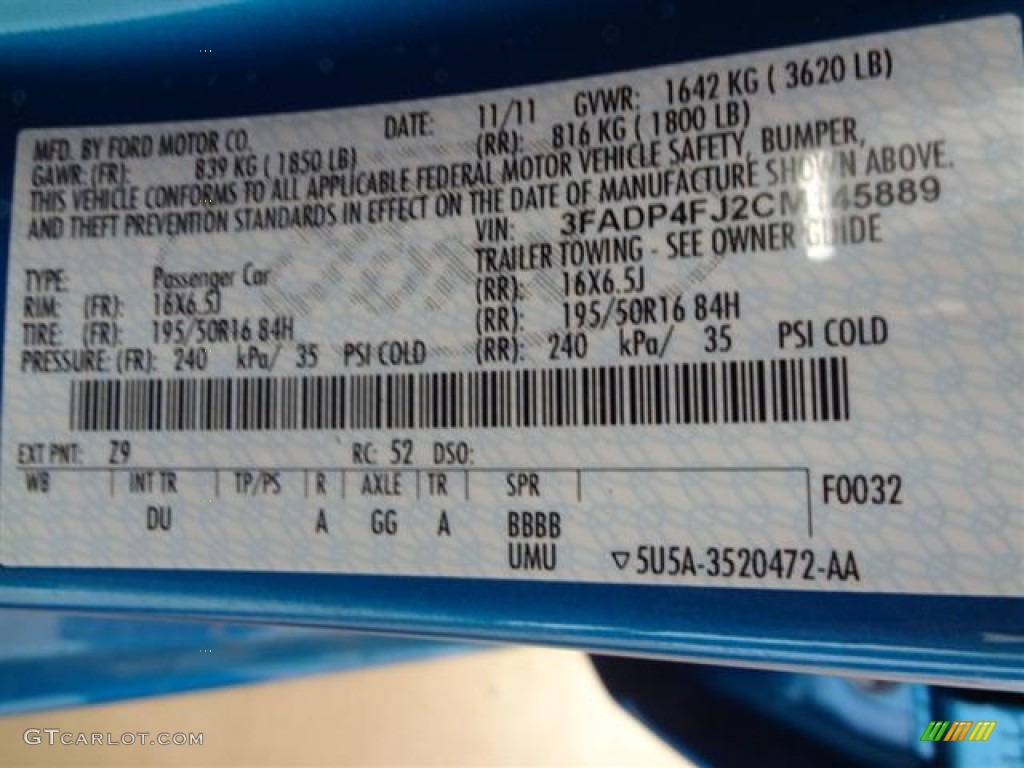 MFD. BY FORD MOTOR CO. DATE: 11/11 GVWR: 1642 KG ( 3620 LB)
GAWR: (FR): 839 KG ( 1850 LB) (RR): 816 KG ( 1800 LB)
THIS VEHICLE CONFORMS TO ALL APPLICABLE FEDERAL MOTOR VEHICLE SAFETY, BUMPER,
AND THEFT PREVENTION STANDARDS IN EFFECT ON THE DATE OF MANUFACTURE SHOWN ABOVE.
VIN:
TRAILER TOWING - SEE OWNER GUIDE
TYPE: Passenger Car
RIM: (FR): 16X6.5J (RR): 16X6.5J
TIRE: (FR): 195/50R16 84H (RR): 195/50R16 84H
PRESSURE: (FR): 240 kPa/ 35 PSI COLD (RR): 240 kPa/ 35 PSI COLD
EXT PNT: Z9 RC: 52 DSO:
WB INT TR TP/PS R AXLE TR SPR F0032
DU A GG A BBBB
UMU ▽5U5A-3520472-AA
GTCARLOT.COM